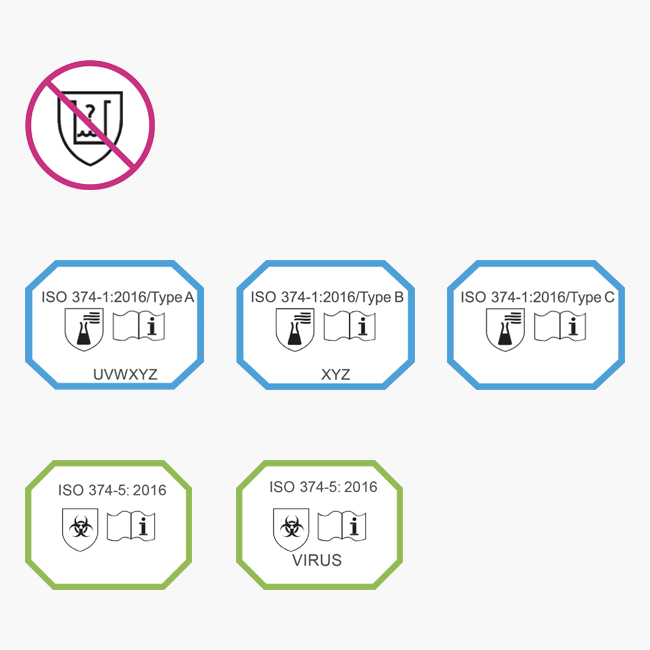 ?
ISO 374-1:2016/Type A
i
UVWXYZ
ISO 374-1:2016/Type B
i
XYZ
ISO 374-1:2016/Type C
i
ISO 374-5: 2016
i
ISO 374-5: 2016
i
VIRUS